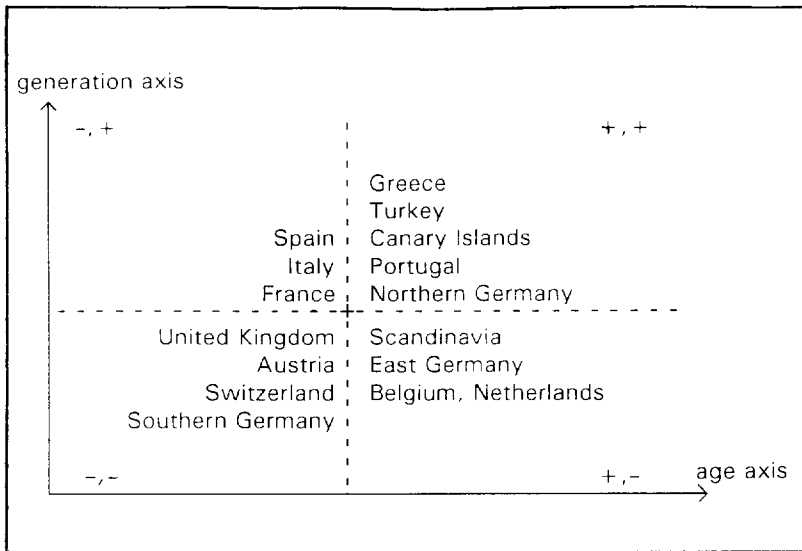 generation axis
-, +
+, +
Greece
Turkey
Spain
Canary Islands
Italy
Portugal
France
Northern Germany
United Kingdom
Scandinavia
Austria
East Germany
Switzerland
Belgium, Netherlands
Southern Germany
-,-
+,-
age axis